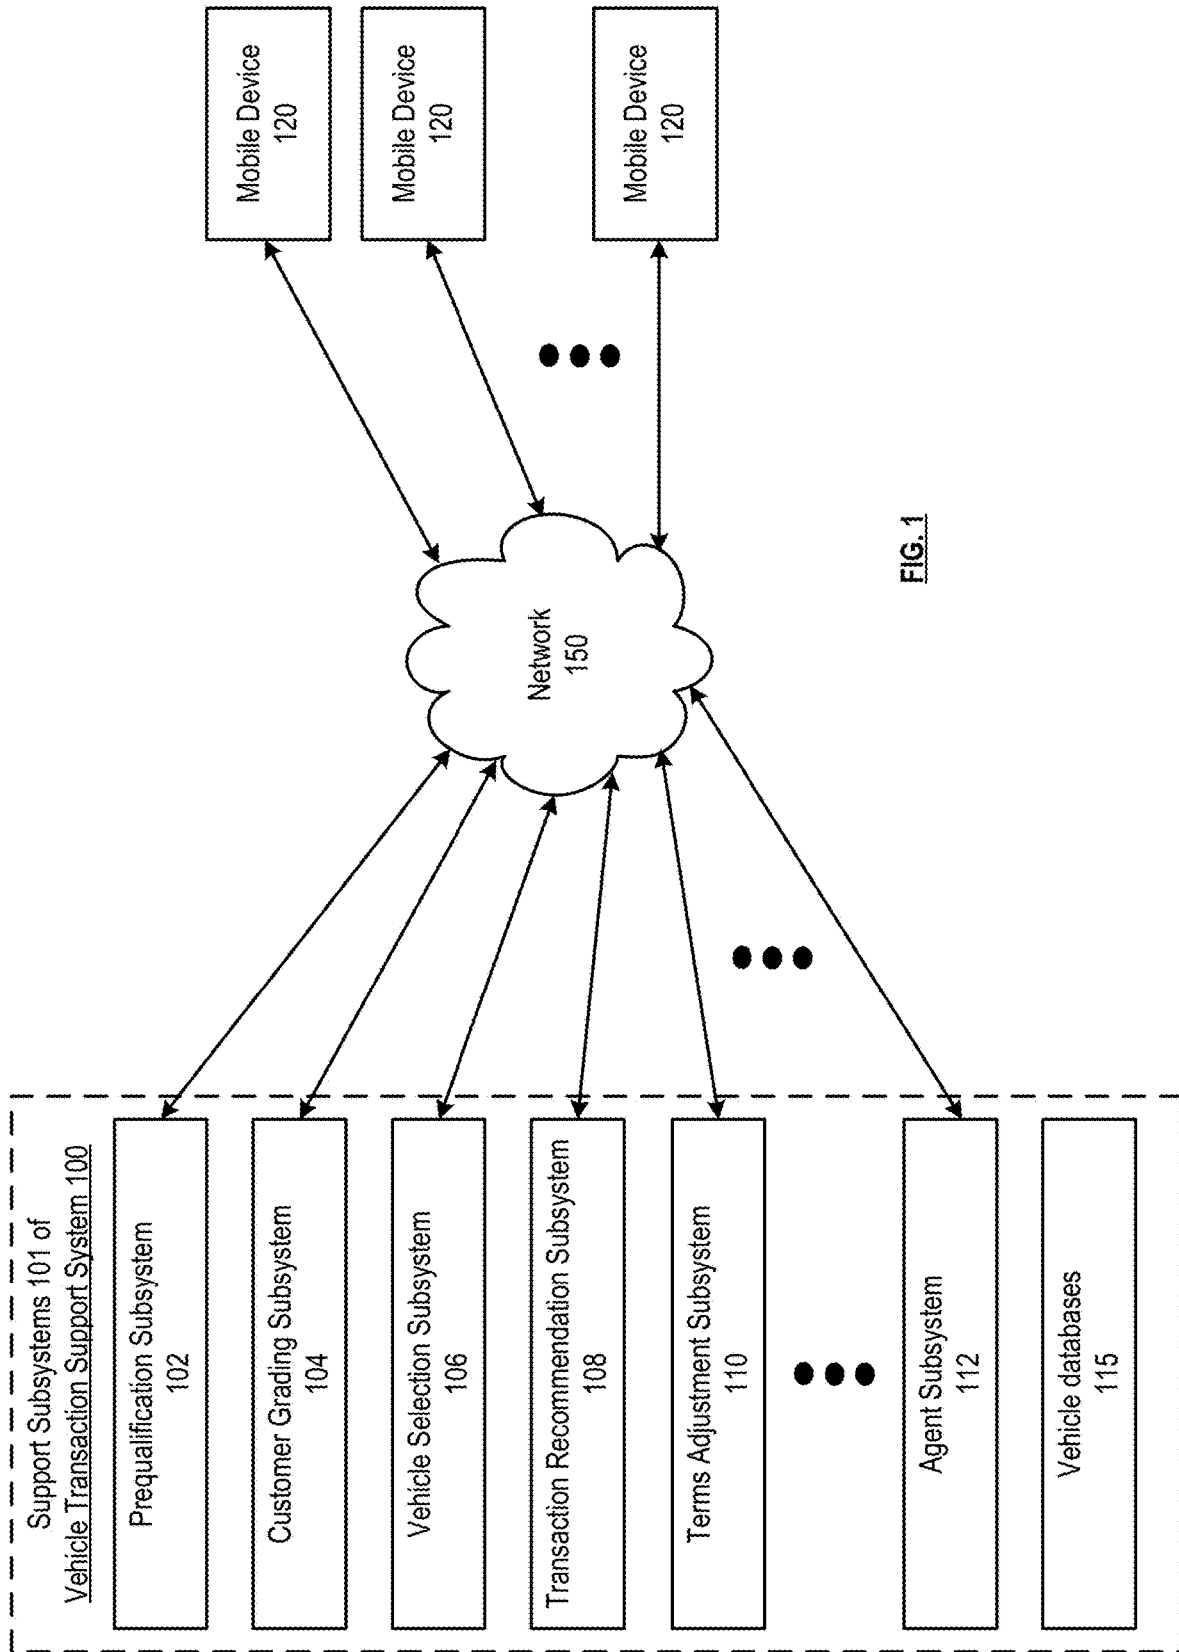 Support Subsystems 101 of
Vehicle Transaction Support System 100
Prequalification Subsystem
102
Customer Grading Subsystem
104
Vehicle Selection Subsystem
106
Transaction Recommendation Subsystem
108
Terms Adjustment Subsystem
110
Agent Subsystem
112
Vehicle databases
115
Network
150
Mobile Device
120
Mobile Device
120
Mobile Device
120
FIG. 1